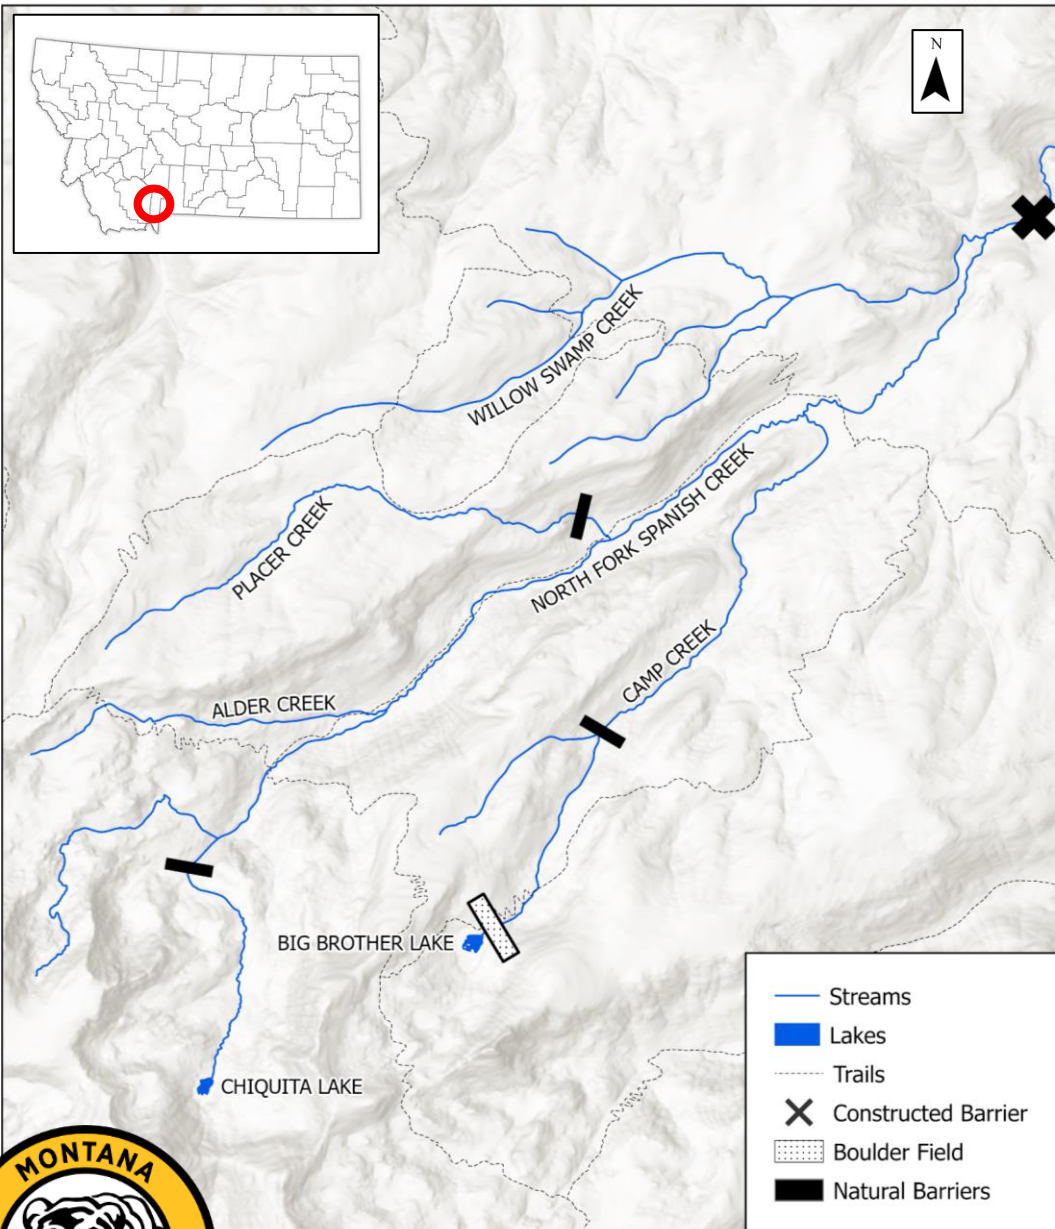 N
WILLOW SWAMP CREEK
PLACER CREEK
NORTH FORK SPANISH CREEK
CAMP CREEK
ALDER CREEK
BIG BROTHER LAKE
CHIQUITA LAKE
Streams
Lakes
Trails
Constructed Barrier
Boulder Field
Natural Barriers
MONTANA